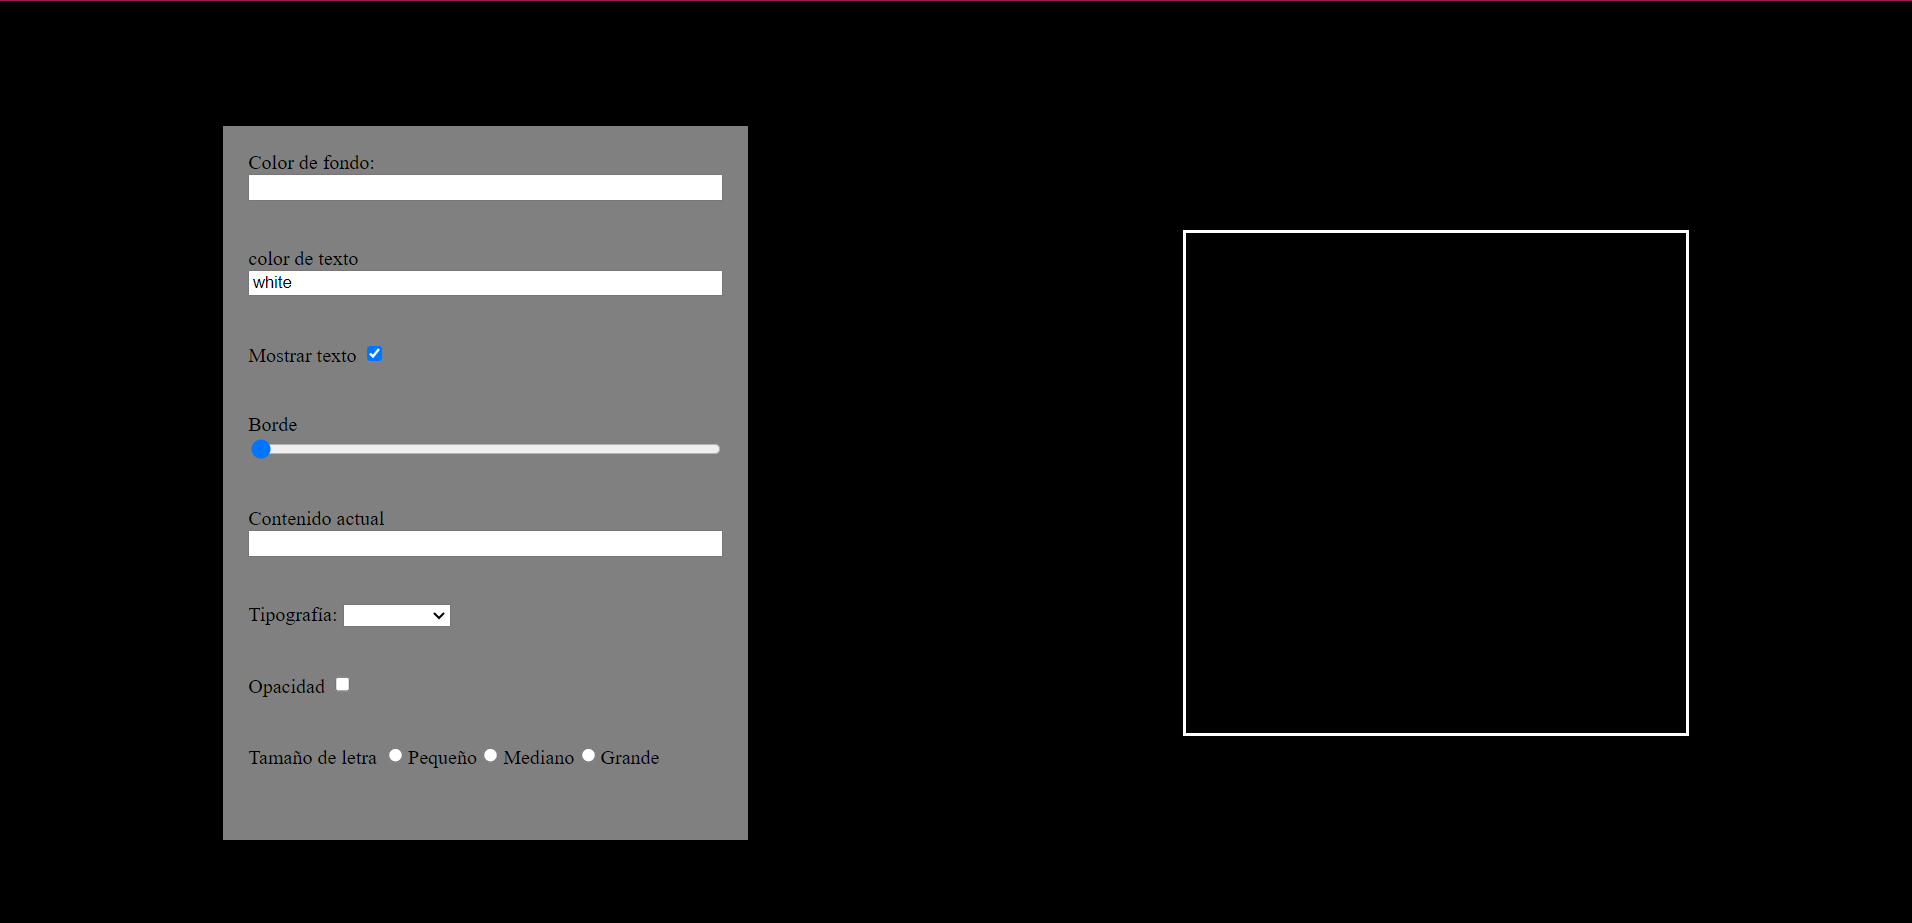 Color de fondo:
color de texto
white
Mostrar texto
Borde
Contenido actual
Tipografía:
Opacidad
Tamaño de letra Pequeño Mediano Grande